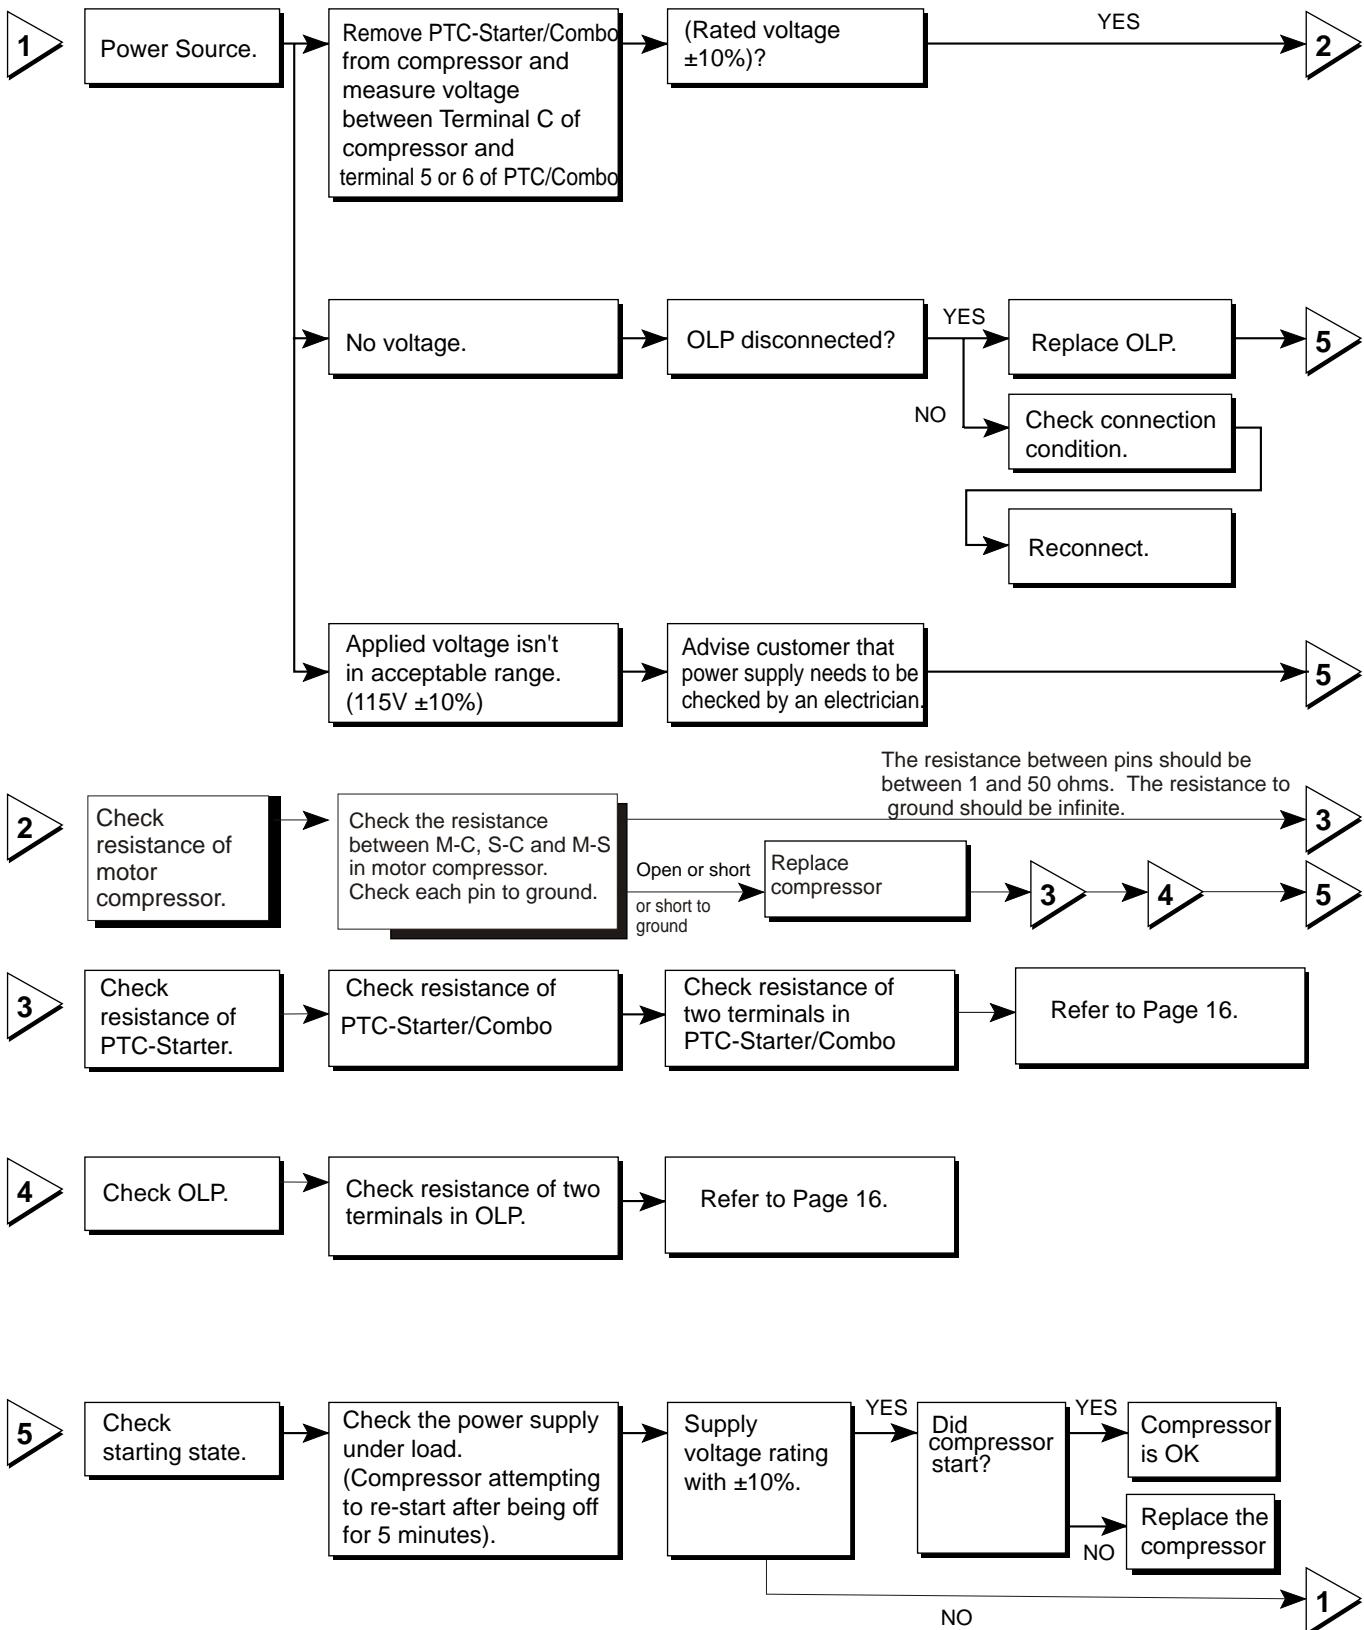 1
Power Source.
Remove PTC-Starter/Combo
from compressor and
measure voltage
between Terminal C of
compressor and
terminal 5 or 6 of PTC/Combo
(Rated voltage
±10%)?
YES
2
No voltage.
OLP disconnected?
YES
Replace OLP.
5
NO
Check connection
condition.
Reconnect.
Applied voltage isn't
in acceptable range.
(115V ±10%)
Advise customer that
power supply needs to be
checked by an electrician.
5
2
Check
resistance of
motor
compressor.
Check the resistance
between M-C, S-C and M-S
in motor compressor.
Check each pin to ground.
The resistance between pins should be
between 1 and 50 ohms. The resistance to
ground should be infinite.
3
Open or short
or short to
ground
Replace
compressor
3
4
5
3
Check
resistance of
PTC-Starter.
Check resistance of
PTC-Starter/Combo
Check resistance of
two terminals in
PTC-Starter/Combo
Refer to Page 16.
4
Check OLP.
Check resistance of two
terminals in OLP.
Refer to Page 16.
5
Check
starting state.
Check the power supply
under load.
(Compressor attempting
to re-start after being off
for 5 minutes).
Supply
voltage rating
with ±10%.
YES
Did
compressor
start?
YES
Compressor
is OK
NO
Replace the
compressor
NO
1